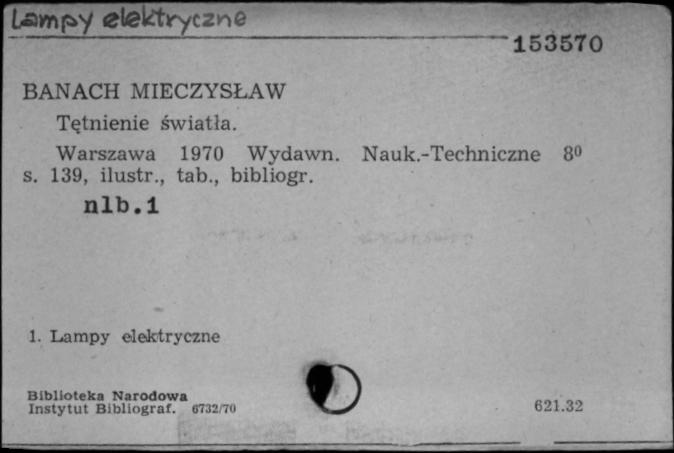 Lampy elektryczne
153570
BANACH MIECZYSŁAW
Tętnienie światła.
Warszawa 1970 Wydawn. Nauk.-Techniczne 8⁰
s. 139, ilustr., tab., bibliogr.
nlb.1
1. Lampy elektryczne
Biblioteka Narodowa
Instytut Bibliograf. 6732/70
621.32